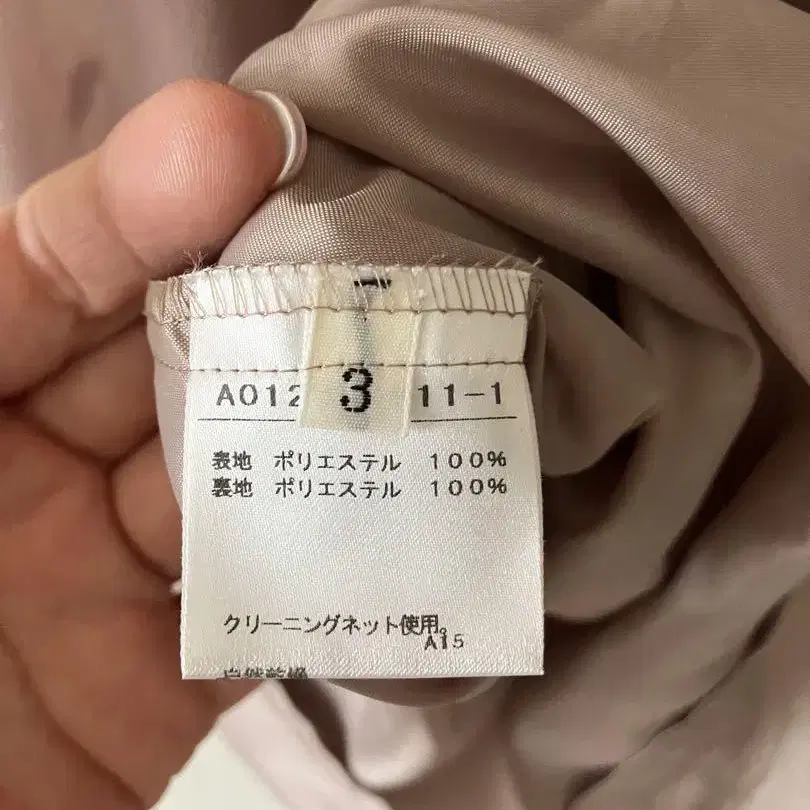 A012
3
11-1
表地 ポリエステル 100%
裏地 ポリエステル 100%
クリーニングネット使用。
A15